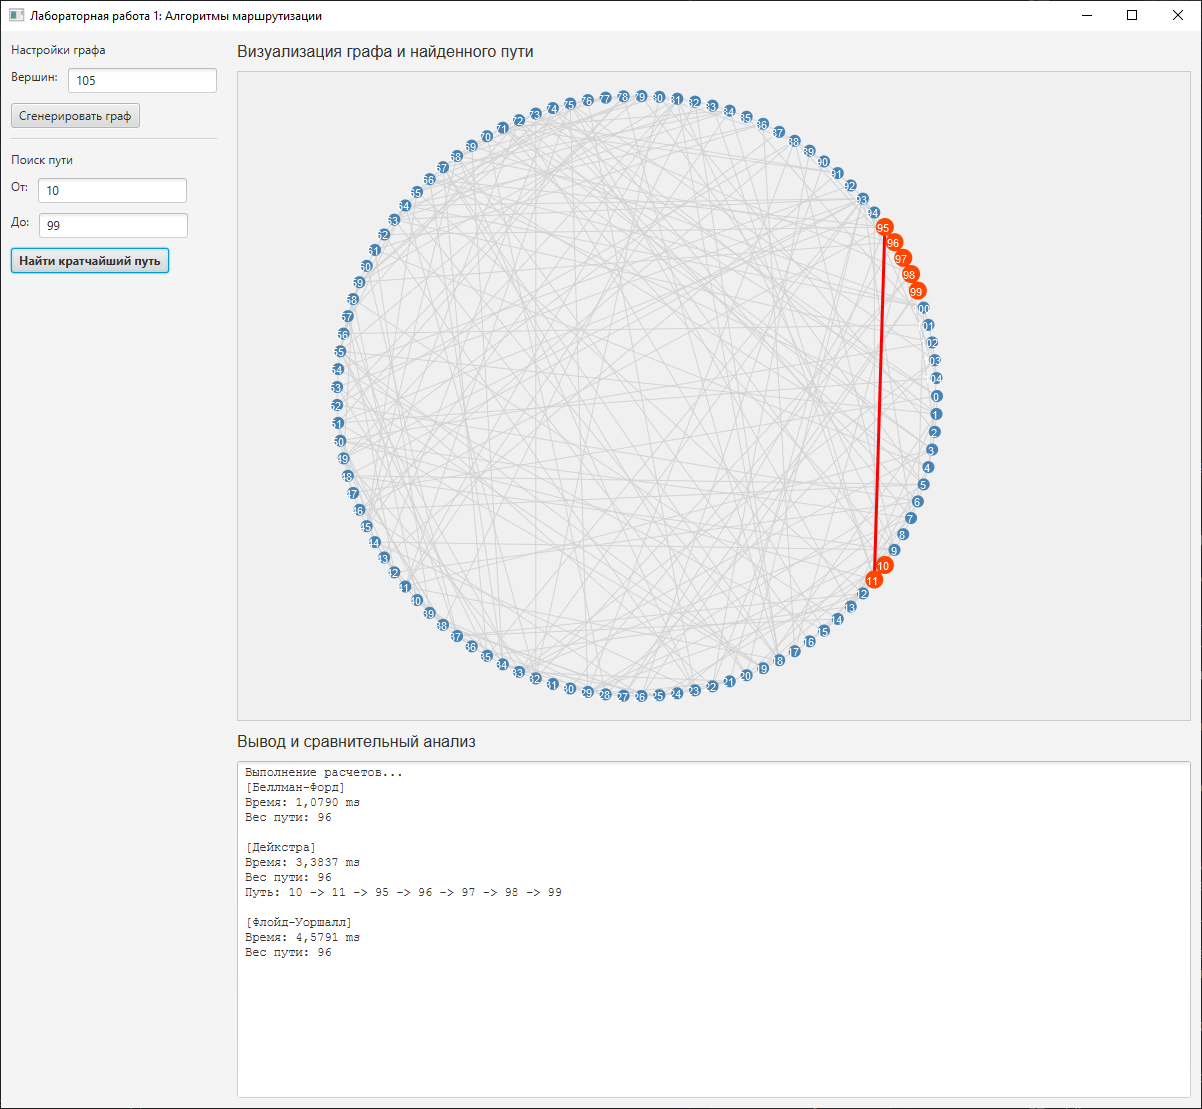 Лабораторная работа 1: Алгоритмы маршрутизации
Настройки графа
Вершин: 105
Сгенерировать граф
Поиск пути
От: 10
До: 99
Найти кратчайший путь
Визуализация графа и найденного пути
76 77 78 79 80 81 82 83 84 85 86 87 88 89 90 91 92 93 94 95 96 97 98 99 00 01 02 03 04
0 1 2 3 4 5 6 7 8 9 10 11 12 13 14 15 16 17 18 19 20 21 22 23 24 25 26 27 28 29 30 31 32 33 34 35 36 37 38 39 40 41 42 43 44 45 46 47 48 49 50 51 52 53 54 55 56 57 58 59 60 61 62 63 64 65 66 67 68 69 70 71 72 73 74 75
Вывод и сравнительный анализ
Выполнение расчетов...
[Беллман-Форд]
Время: 1,0790 ms
Вес пути: 96
[Дейкстра]
Время: 3,3837 ms
Вес пути: 96
Путь: 10 -> 11 -> 95 -> 96 -> 97 -> 98 -> 99
[Флойд-Уоршалл]
Время: 4,5791 ms
Вес пути: 96